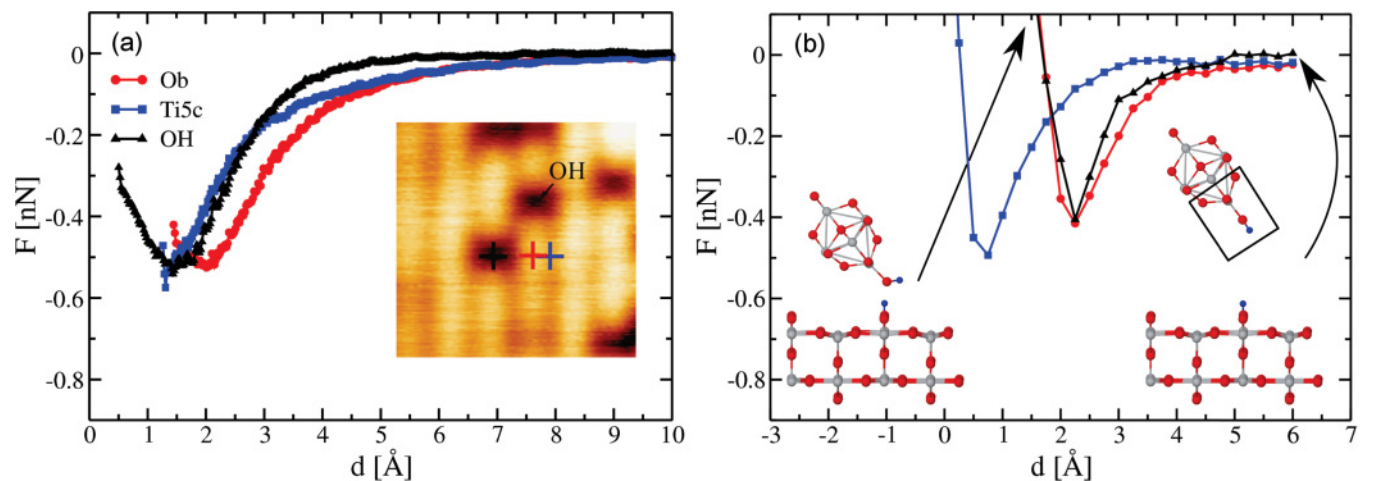 (a)
Ob
Ti5c
OH
OH
0
-0.2
-0.4
-0.6
-0.8
F [nN]
0 1 2 3 4 5 6 7 8 9 10
d [Å]
(b)
0
-0.2
-0.4
-0.6
-0.8
F [nN]
-3 -2 -1 0 1 2 3 4 5 6 7
d [Å]